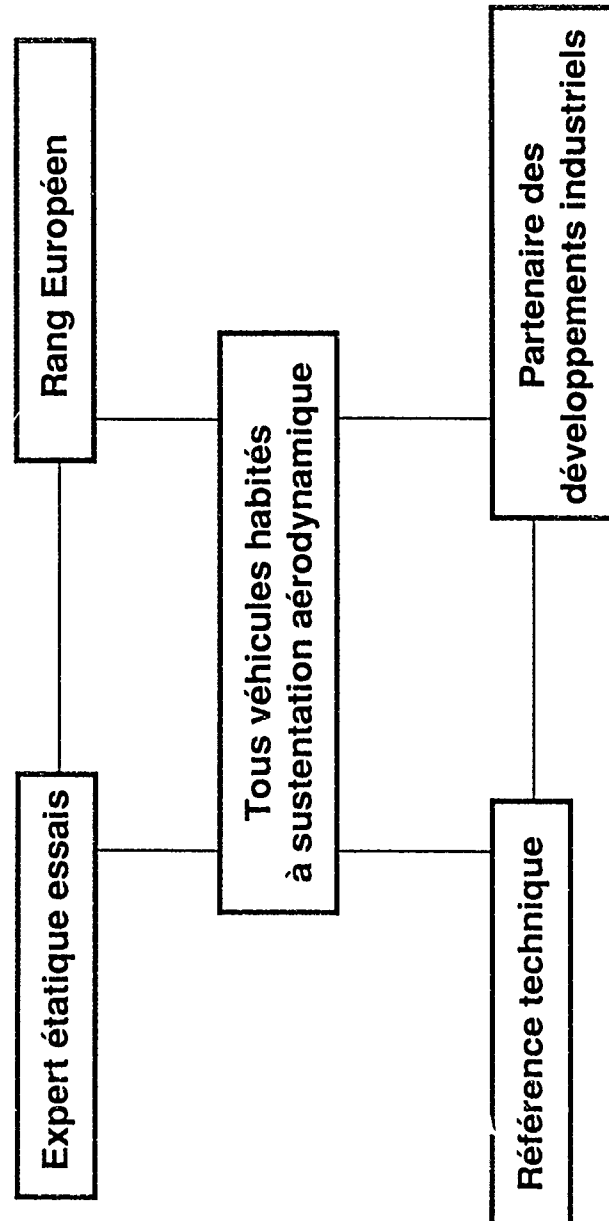 Expert étatique essais
Rang Européen
Tous véhicules habités
à sustentation aérodynamique
Référence technique
Partenaire des
développements industriels